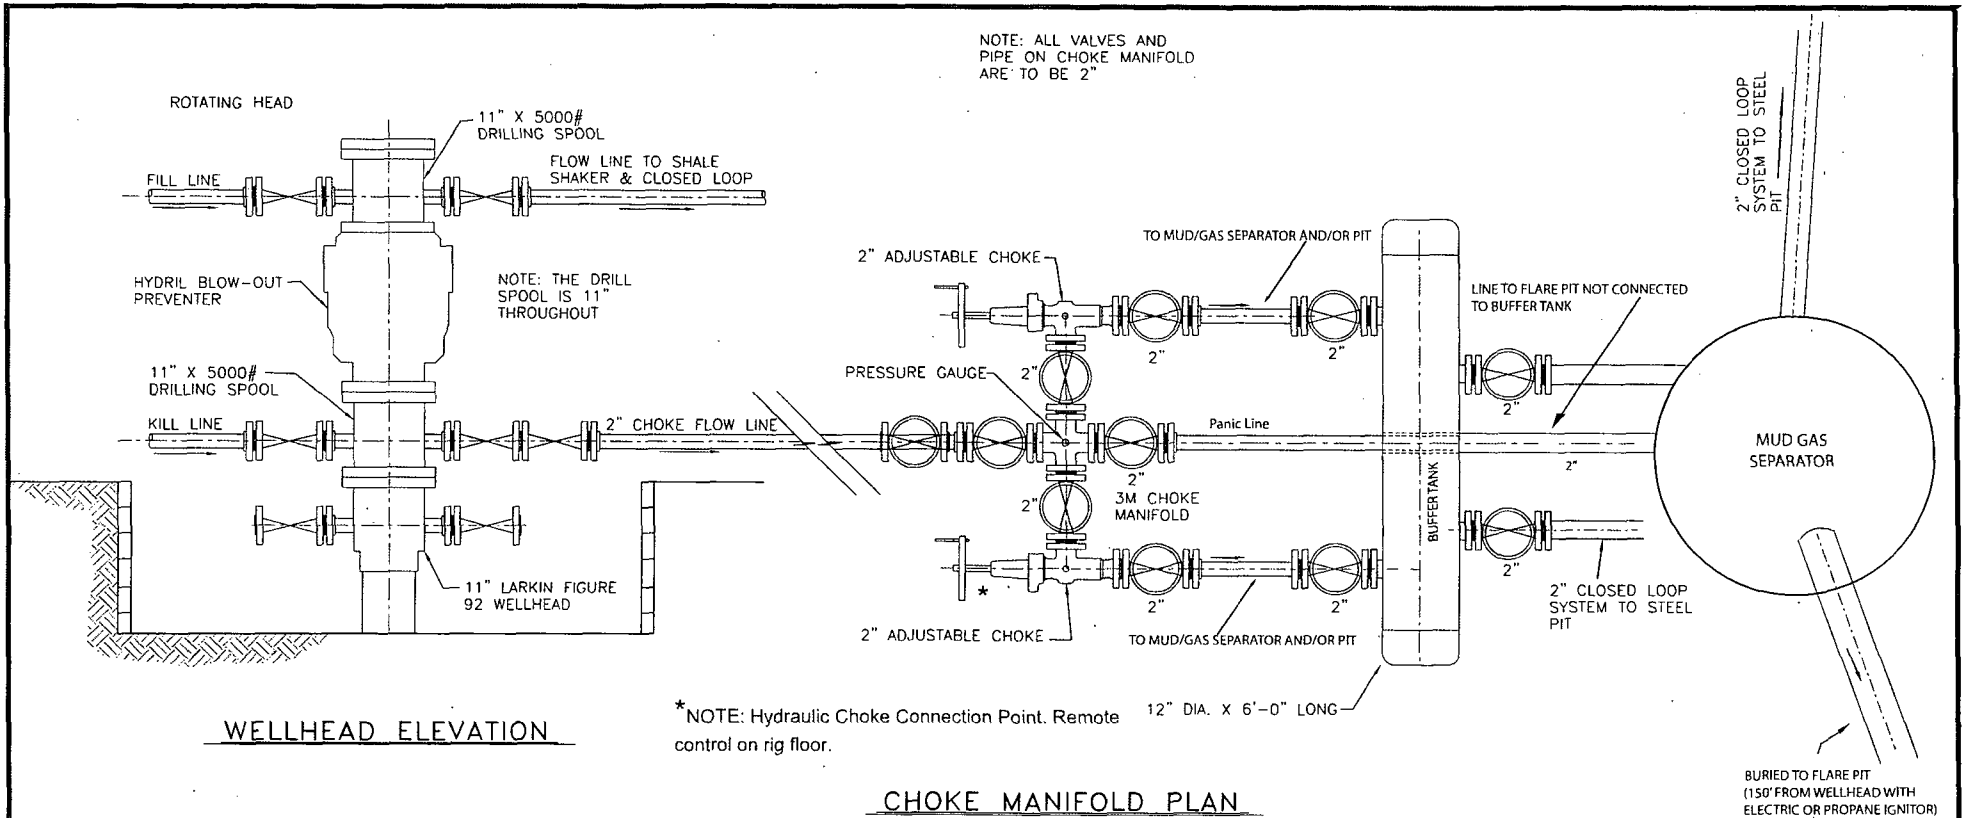 NOTE: ALL VALVES AND
PIPE ON CHOKE MANIFOLD
ARE TO BE 2"
ROTATING HEAD
11" X 5000#
DRILLING SPOOL
FILL LINE
FLOW LINE TO SHALE
SHAKER & CLOSED LOOP
HYDRIL BLOW-OUT
PREVENTER
NOTE: THE DRILL
SPOOL IS 11"
THROUGHOUT
11" X 5000#
DRILLING SPOOL
KILL LINE
2" CHOKE FLOW LINE
11" LARKIN FIGURE
92 WELLHEAD
WELLHEAD ELEVATION
2" ADJUSTABLE CHOKE
TO MUD/GAS SEPARATOR AND/OR PIT
2"
2"
2"
PRESSURE GAUGE
Panic Line
2"
3M CHOKE
MANIFOLD
2"
2"
2"
*
2" ADJUSTABLE CHOKE
TO MUD/GAS SEPARATOR AND/OR PIT
BUFFER TANK
12" DIA. X 6'-0" LONG
LINE TO FLARE PIT NOT CONNECTED
TO BUFFER TANK
2"
2"
2"
2" CLOSED LOOP
SYSTEM TO STEEL
PIT
2" CLOSED LOOP
SYSTEM TO STEEL
PIT
MUD GAS
SEPARATOR
BURIED TO FLARE PIT
(150' FROM WELLHEAD WITH
ELECTRIC OR PROPANE IGNITOR)
*NOTE: Hydraulic Choke Connection Point. Remote
control on rig floor.
CHOKE MANIFOLD PLAN